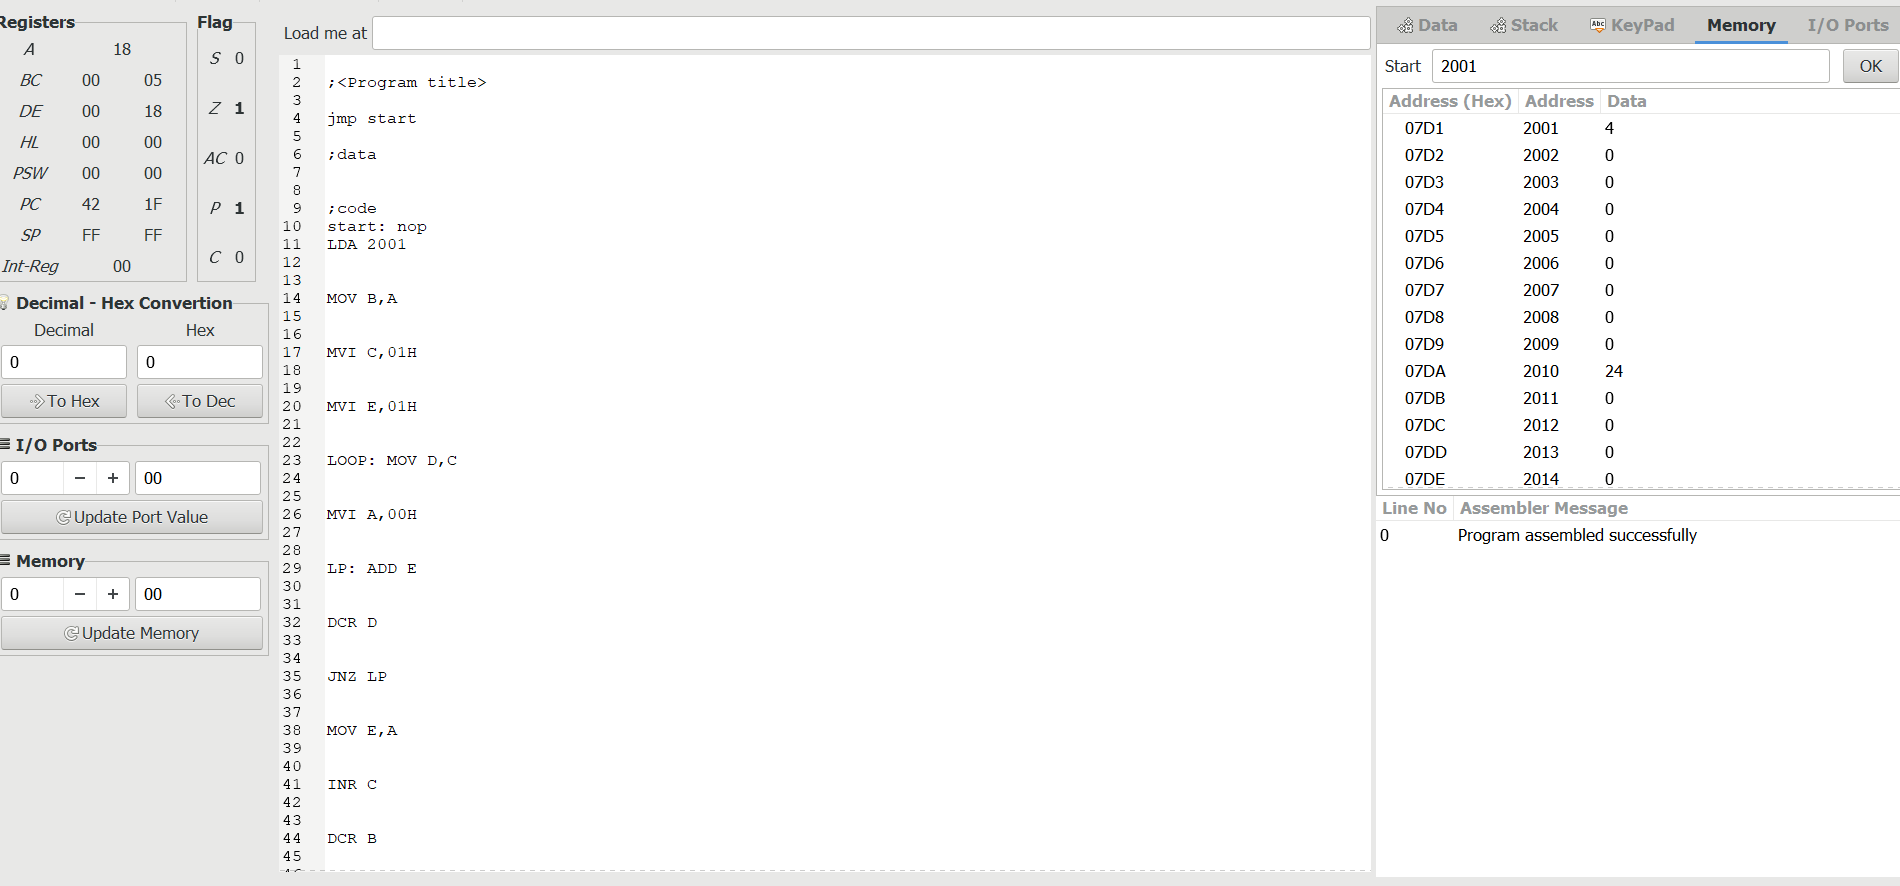 Registers
A 18
BC 00 05
DE 00 18
HL 00 00
PSW 00 00
PC 42 1F
SP FF FF
Int-Reg 00
Flag
S 0
Z 1
AC 0
P 1
C 0
Decimal - Hex Convertion
Decimal Hex
0 0
To Hex To Dec
I/O Ports
0 − + 00
Update Port Value
Memory
0 − + 00
Update Memory
Load me at
1
2 ;<Program title>
3
4 jmp start
5
6 ;data
7
8
9 ;code
10 start: nop
11 LDA 2001
12
13
14 MOV B,A
15
16
17 MVI C,01H
18
19
20 MVI E,01H
21
22
23 LOOP: MOV D,C
24
25
26 MVI A,00H
27
28
29 LP: ADD E
30
31
32 DCR D
33
34
35 JNZ LP
36
37
38 MOV E,A
39
40
41 INR C
42
43
44 DCR B
45
Data Stack Abc KeyPad Memory I/O Ports
Start 2001 OK
Address (Hex) Address Data
07D1 2001 4
07D2 2002 0
07D3 2003 0
07D4 2004 0
07D5 2005 0
07D6 2006 0
07D7 2007 0
07D8 2008 0
07D9 2009 0
07DA 2010 24
07DB 2011 0
07DC 2012 0
07DD 2013 0
07DE 2014 0
Line No Assembler Message
0 Program assembled successfully